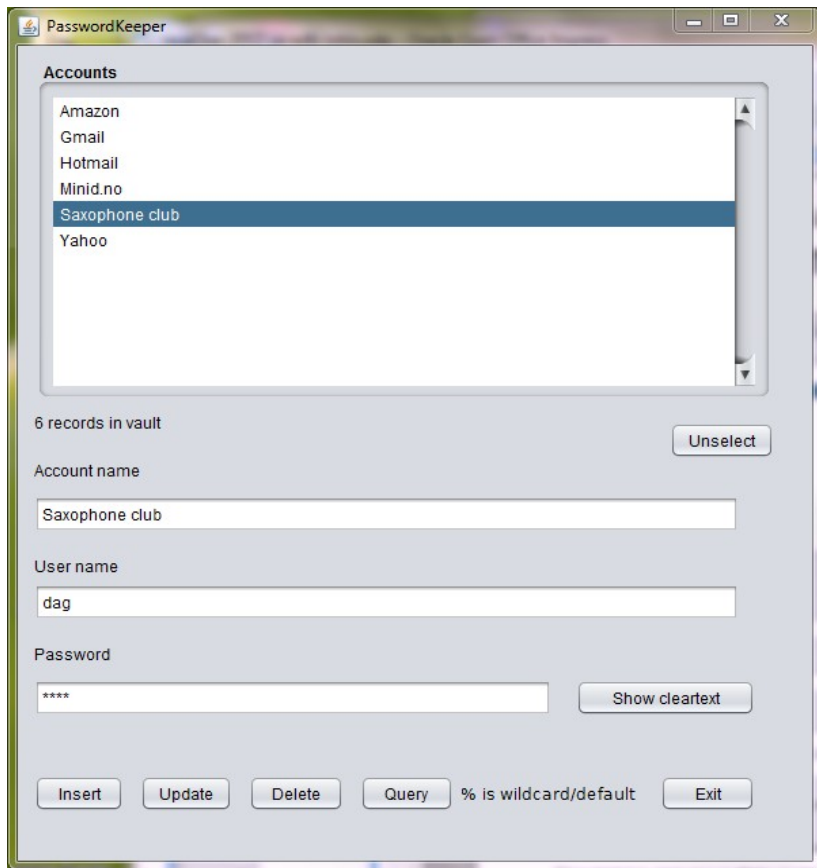 PasswordKeeper
Accounts
Amazon
Gmail
Hotmail
Minid.no
Saxophone club
Yahoo
6 records in vault
Unselect
Account name
Saxophone club
User name
dag
Password
****
Show cleartext
Insert
Update
Delete
Query
% is wildcard/default
Exit